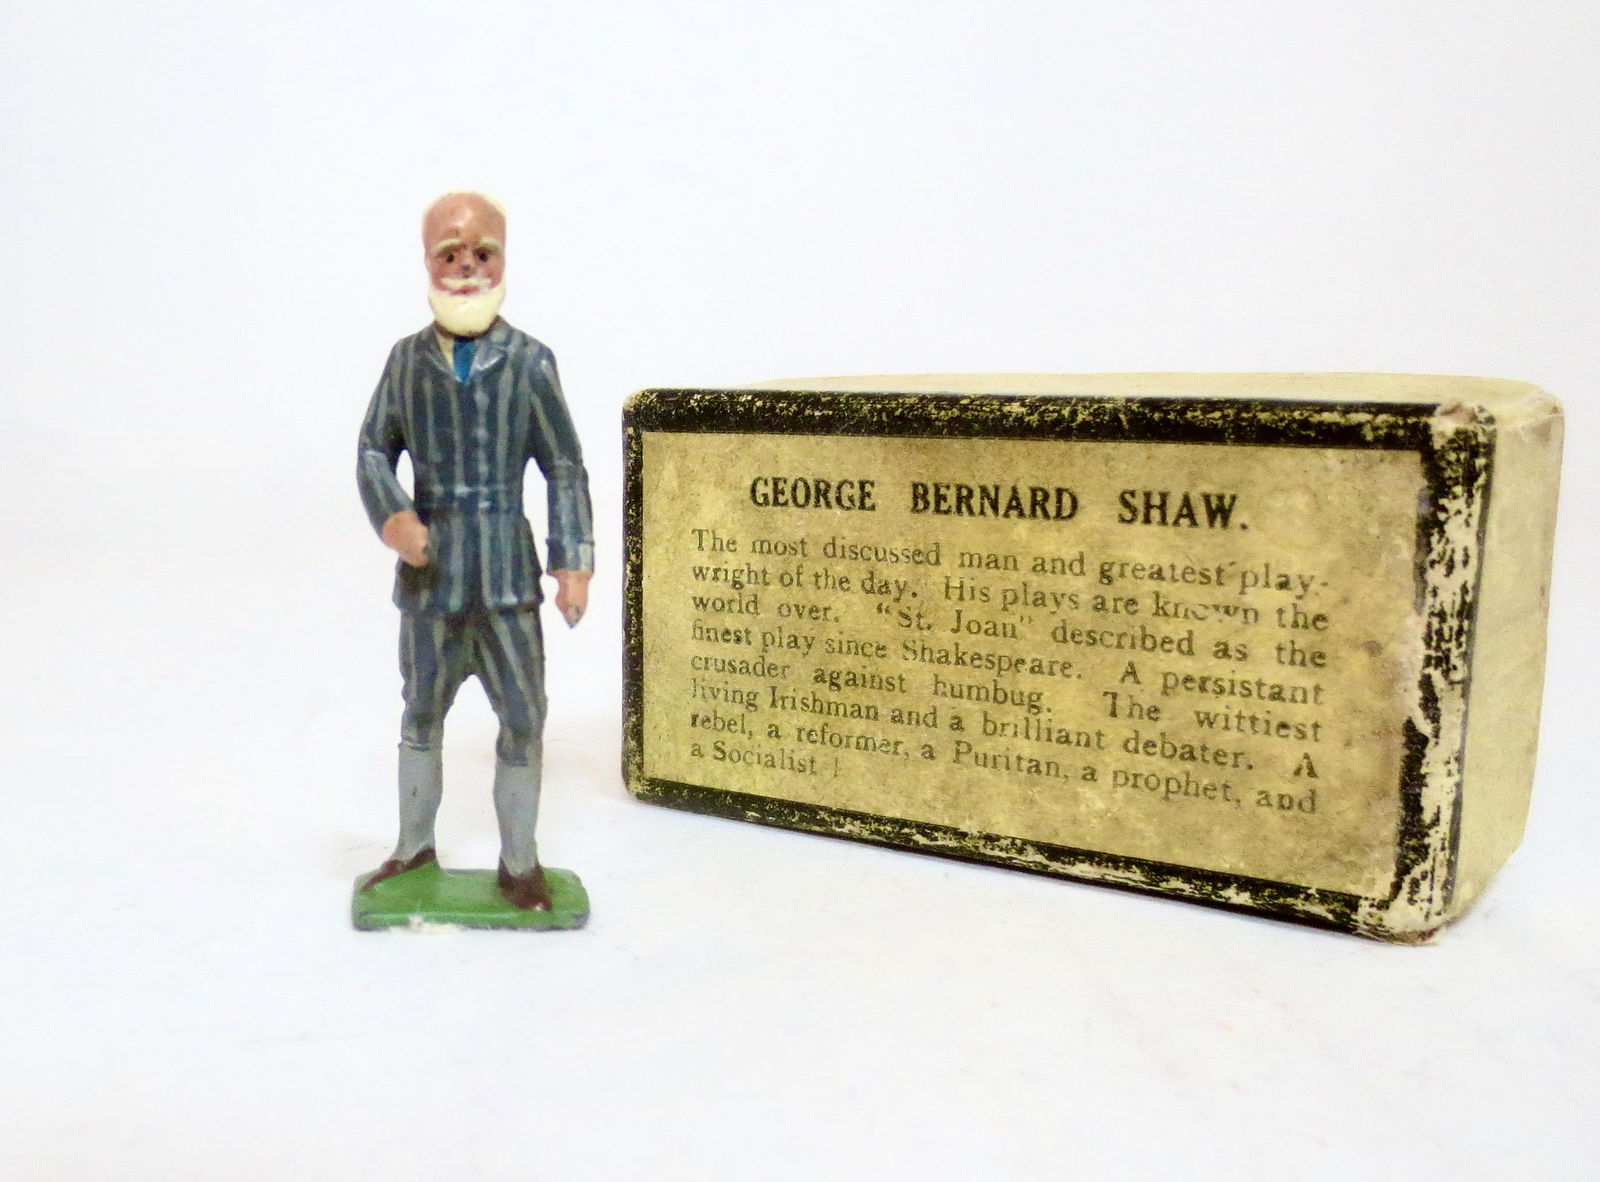 GEORGE BERNARD SHAW.
The most discussed man and greatest play-
wright of the day. His plays are known the
world over. "St. Joan" described as the
finest play since Shakespeare. A persistant
crusader against humbug. The wittiest
living Irishman and a brilliant debater. A
rebel, a reformer, a Puritan, a prophet, and
a Socialist !